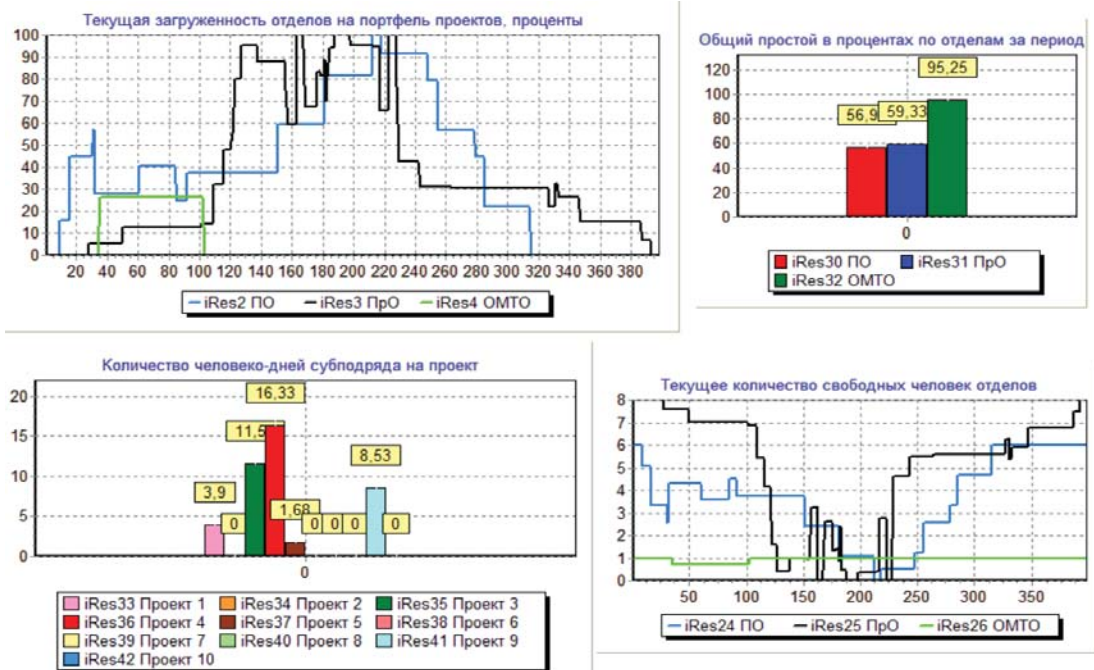 Текущая загруженность отделов на портфель проектов, проценты
100
90
80
70
60
50
40
30
20
10
0
20 40 60 80 100 120 140 160 180 200 220 240 260 280 300 320 340 360 380
iRes2 ПО iRes3 ПрО iRes4 ОМТО
Общий простой в процентах по отделам за период
120
100
80
60
40
20
0
95,25
56,9
59,33
0
iRes30 ПО iRes31 ПрО
iRes32 ОМТО
Количество человеко-дней субподряда на проект
20
15
10
5
0
16,33
11,5
8,53
3,9
1,68
0 0 0 0 0
0
iRes33 Проект 1 iRes34 Проект 2 iRes35 Проект 3
iRes36 Проект 4 iRes37 Проект 5 iRes38 Проект 6
iRes39 Проект 7 iRes40 Проект 8 iRes41 Проект 9
iRes42 Проект 10
Текущее количество свободных человек отделов
8
7
6
5
4
3
2
1
0
50 100 150 200 250 300 350
iRes24 ПО iRes25 ПрО iRes26 ОМТО